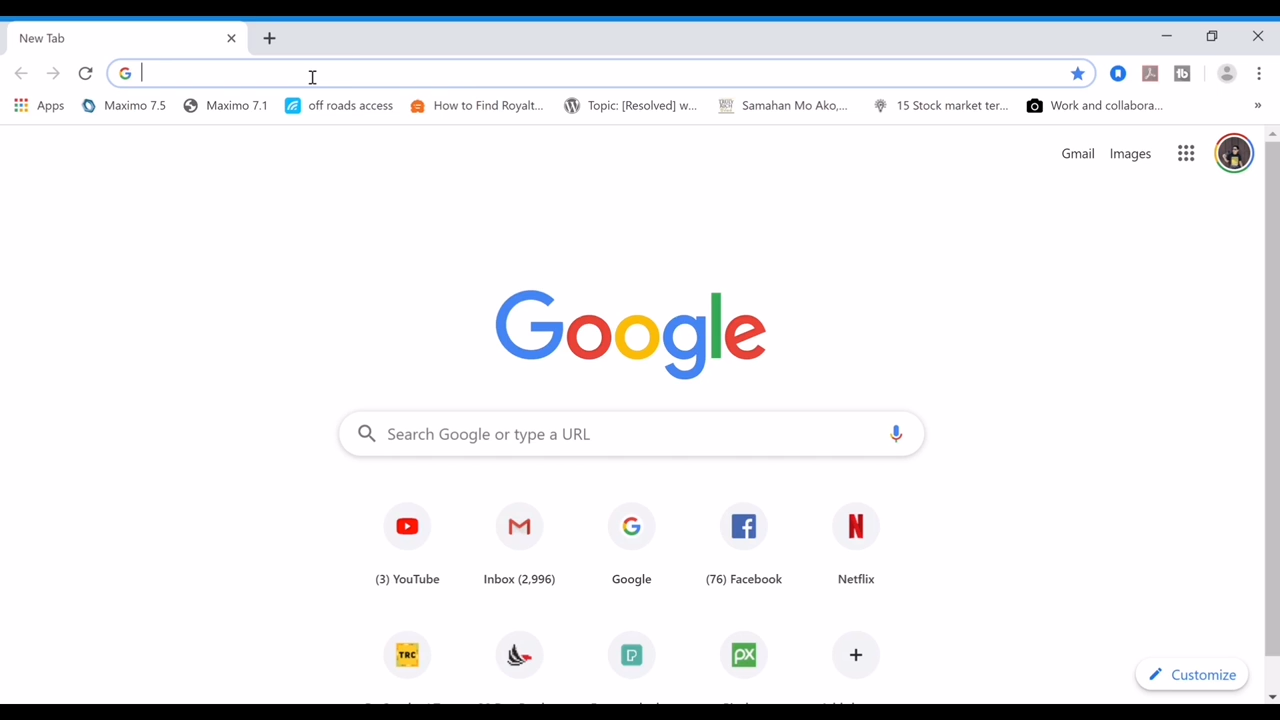 New Tab
Apps
Maximo 7.5
Maximo 7.1
off roads access
How to Find Royalt...
Topic: [Resolved] w...
Samahan Mo Ako,...
15 Stock market ter...
Work and collabora...
»
Gmail
Images
Google
Search Google or type a URL
(3) YouTube
Inbox (2,996)
Google
(76) Facebook
Netflix
TRC
PX
Customize